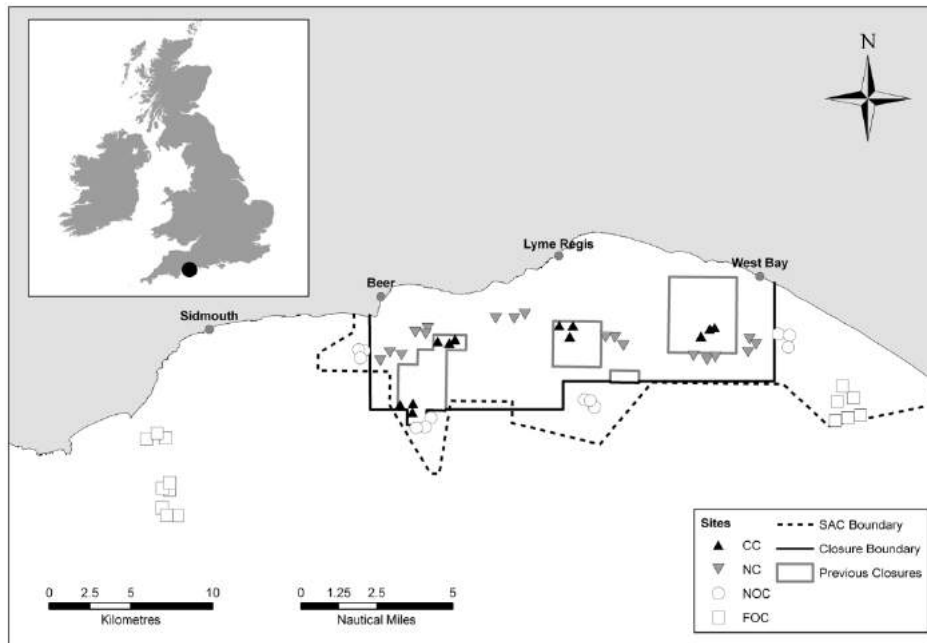 N
Lyme Regis
West Bay
Beer
Sidmouth
0 2.5 5 10
Kilometres
0 1.25 2.5 5
Nautical Miles
Sites
CC
NC
NOC
FOC
SAC Boundary
Closure Boundary
Previous Closures